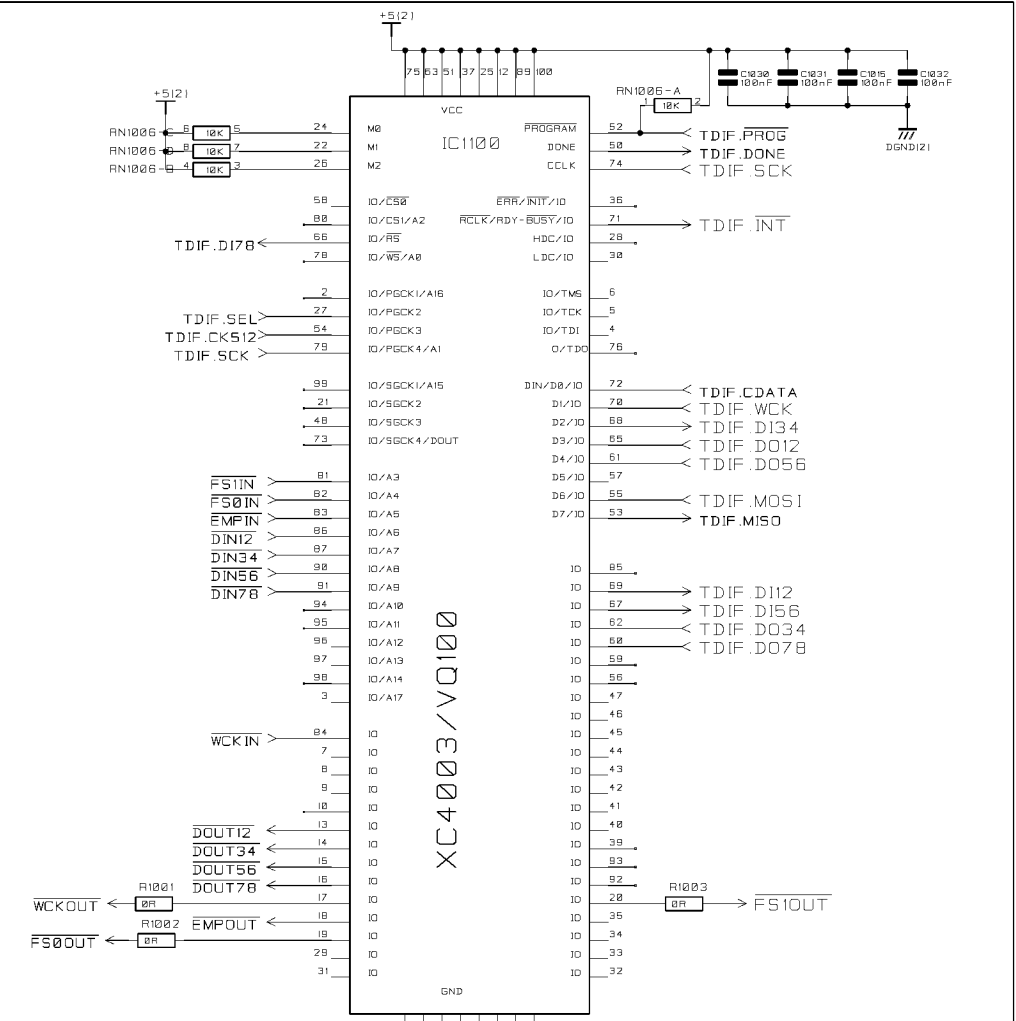 +5(2)
75 63 51 37 25 12 89 100
C1030 100nF
C1031 100nF
C1015 100nF
C1032 100nF
DGND(2)
RN1006-A
1 10K 2
+5(2)
RN1006-C 6 10K 5
RN1006-D 8 10K 7
RN1006-B 4 10K 3
VCC
IC1100
24 M0
22 M1
26 M2
PROGRAM 52 TDIF.PROG
DONE 50 TDIF.DONE
CCLK 74 TDIF.SCK
58 IO/CS0
80 IO/CS1/A2
TDIF.DI78 66 IO/RS
78 IO/WS/A0
ERR/INIT/IO 36
RCLK/RDY-BUSY/IO 71 TDIF.INT
HDC/IO 28
LDC/IO 30
2 IO/PGCK1/A16
TDIF.SEL 27 IO/PGCK2
TDIF.CK512 54 IO/PGCK3
TDIF.SCK 79 IO/PGCK4/A1
IO/TMS 6
IO/TCK 5
IO/TDI 4
O/TDO 76
99 IO/SGCK1/A15
21 IO/SGCK2
48 IO/SGCK3
73 IO/SGCK4/DOUT
DIN/D0/IO 72 TDIF.CDATA
D1/IO 70 TDIF.WCK
D2/IO 68 TDIF.DI34
D3/IO 65 TDIF.DO12
D4/IO 61 TDIF.DO56
D5/IO 57
D6/IO 55 TDIF.MOSI
D7/IO 53 TDIF.MISO
FS1IN 81 IO/A3
FS0IN 82 IO/A4
EMPIN 83 IO/A5
DIN12 86 IO/A6
DIN34 87 IO/A7
DIN56 90 IO/A8
DIN78 91 IO/A9
94 IO/A10
95 IO/A11
96 IO/A12
97 IO/A13
98 IO/A14
3 IO/A17
IO 85
IO 69 TDIF.DI12
IO 67 TDIF.DI56
IO 62 TDIF.DO34
IO 60 TDIF.DO78
IO 59
IO 56
IO 47
IO 46
IO 45
IO 44
IO 43
IO 42
IO 41
IO 40
IO 39
IO 93
IO 92
IO 20 R1003 0R FS1OUT
IO 35
IO 34
IO 33
IO 32
XC4003/VQ100
WCKIN 84 IO
7 IO
8 IO
9 IO
10 IO
DOUT12 13 IO
DOUT34 14 IO
DOUT56 15 IO
DOUT78 16 IO
WCKOUT R1001 0R 17 IO
EMPOUT 18 IO
FS0OUT R1002 0R 19 IO
29 IO
31 IO
GND